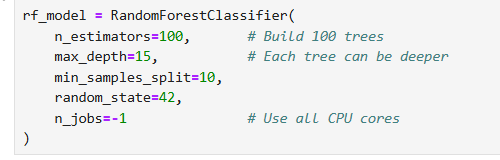 rf_model = RandomForestClassifier(
    n_estimators=100,        # Build 100 trees
    max_depth=15,            # Each tree can be deeper
    min_samples_split=10,
    random_state=42,
    n_jobs=-1                # Use all CPU cores
)